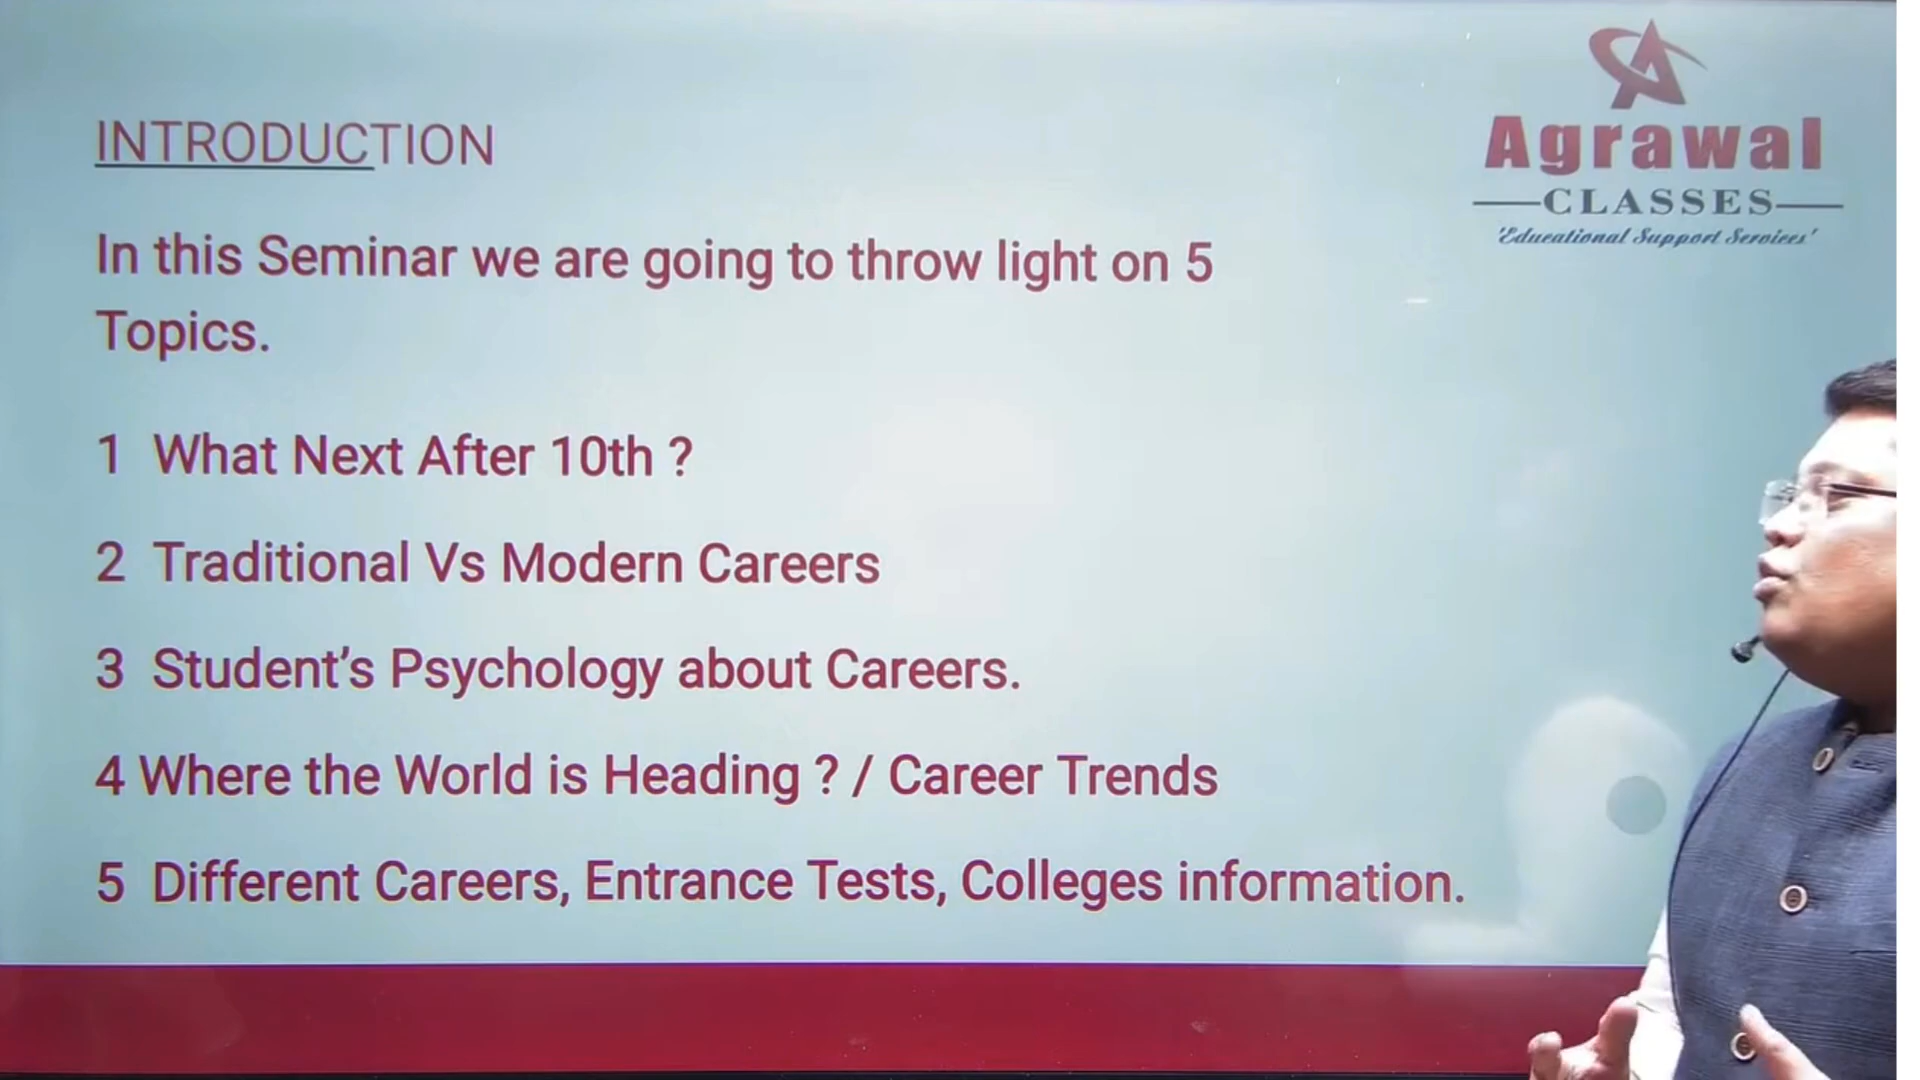 INTRODUCTION
In this Seminar we are going to throw light on 5
Topics.
1 What Next After 10th ?
2 Traditional Vs Modern Careers
3 Student’s Psychology about Careers.
4 Where the World is Heading ? / Career Trends
5 Different Careers, Entrance Tests, Colleges information.
Agrawal
CLASSES
'Educational Support Services'